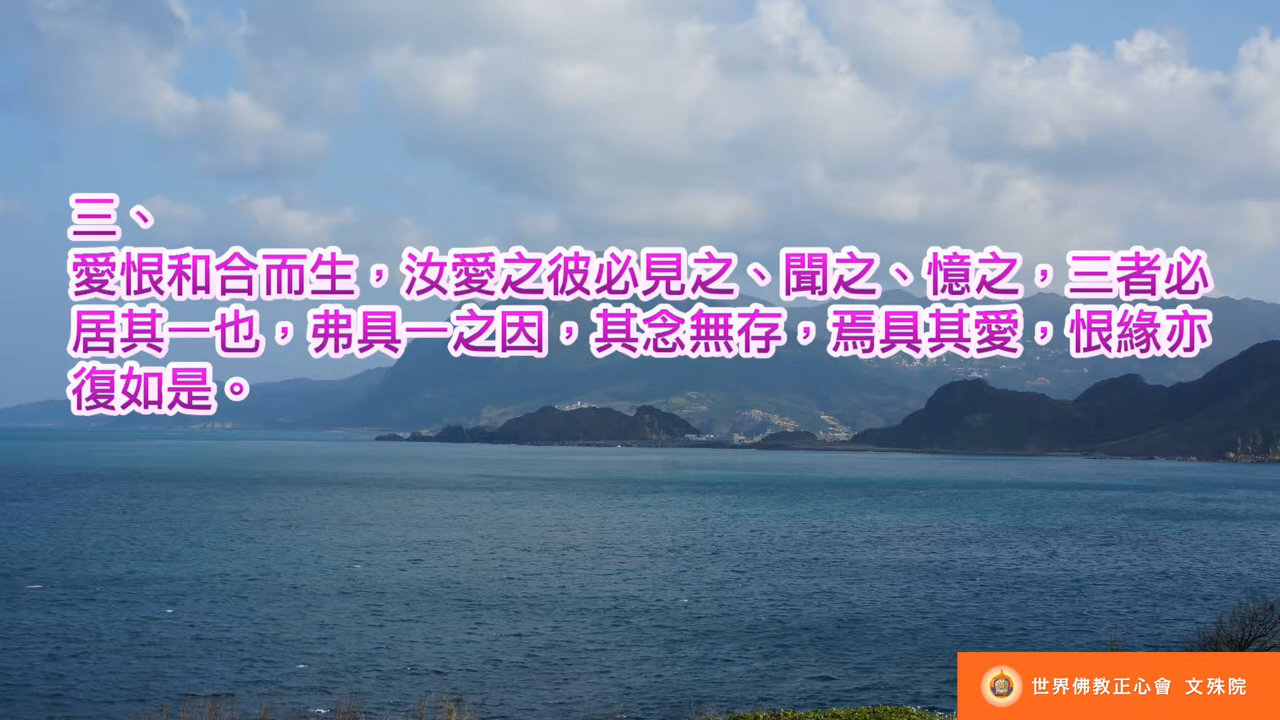 三、
愛恨和合而生，汝愛之彼必見之、聞之、憶之，三者必
居其一也，弗具一之因，其念無存，焉具其愛，恨緣亦
復如是。
世界佛教正心會 文殊院